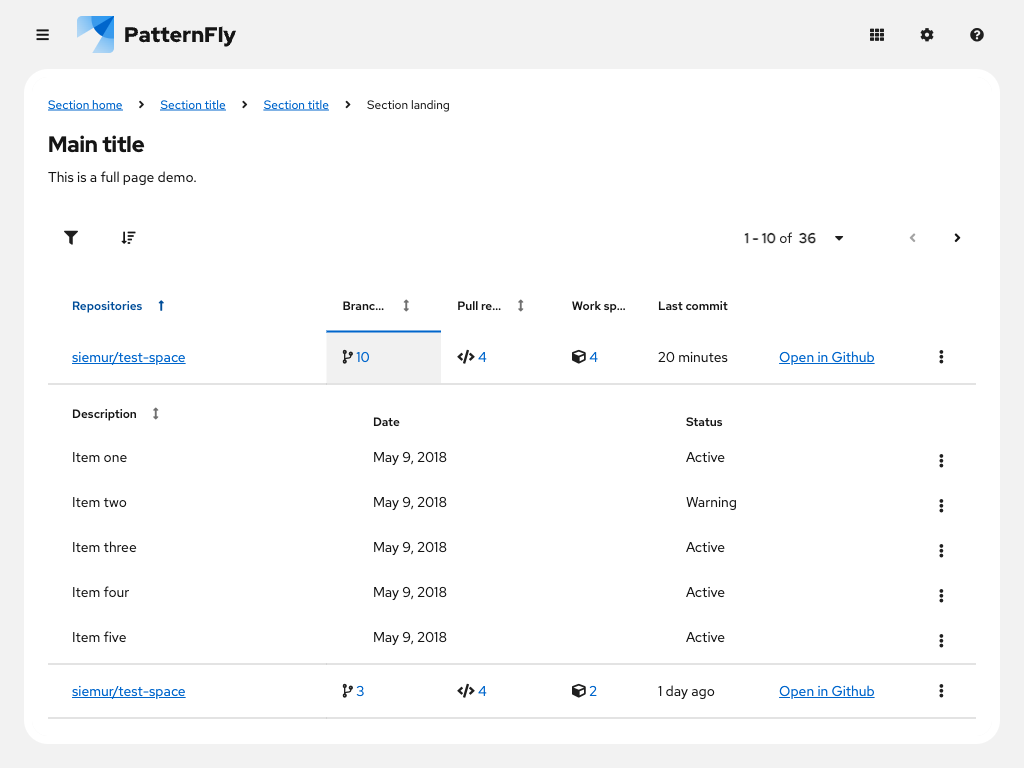 PatternFly
Section home Section title Section title Section landing
Main title
This is a full page demo.
1 - 10 of 36
Repositories Branc... Pull re... Work sp... Last commit
siemur/test-space 10 4 4 20 minutes Open in Github
Description Date Status
Item one May 9, 2018 Active
Item two May 9, 2018 Warning
Item three May 9, 2018 Active
Item four May 9, 2018 Active
Item five May 9, 2018 Active
siemur/test-space 3 4 2 1 day ago Open in Github